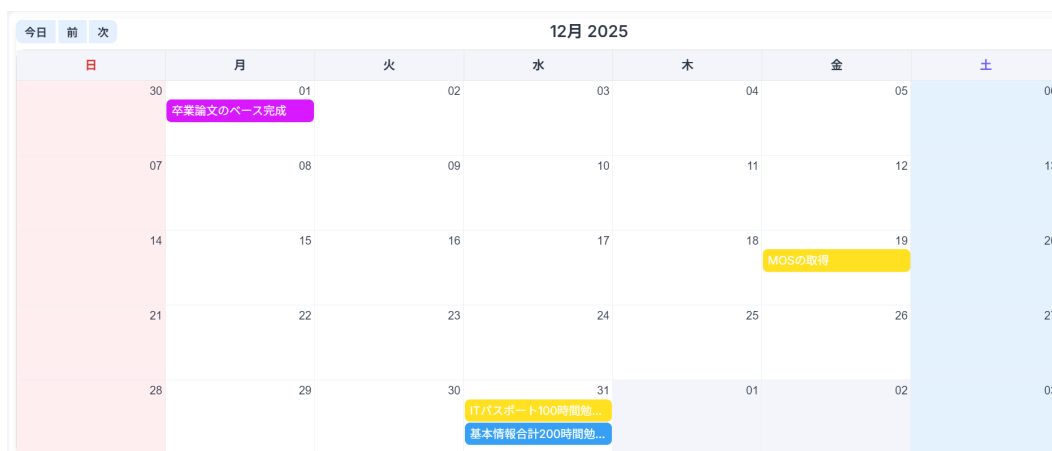 今日 前 次
12月 2025
日 月 火 水 木 金 土
30 01 02 03 04 05
卒業論文のベース完成
07 08 09 10 11 12
14 15 16 17 18 19
MOSの取得
21 22 23 24 25 26
28 29 30 31 01 02
ITパスポート100時間勉...
基本情報合計200時間勉...